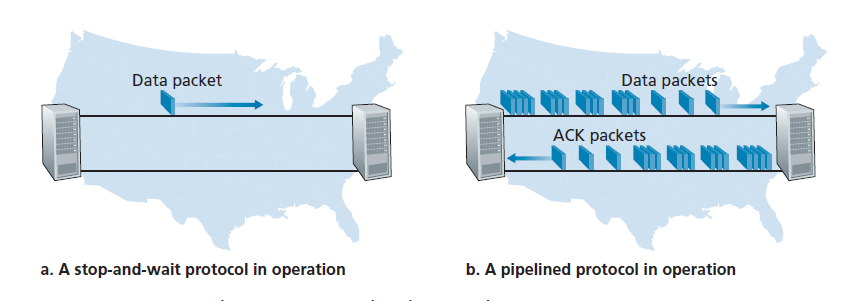 Data packet
a. A stop-and-wait protocol in operation
Data packets
ACK packets
b. A pipelined protocol in operation